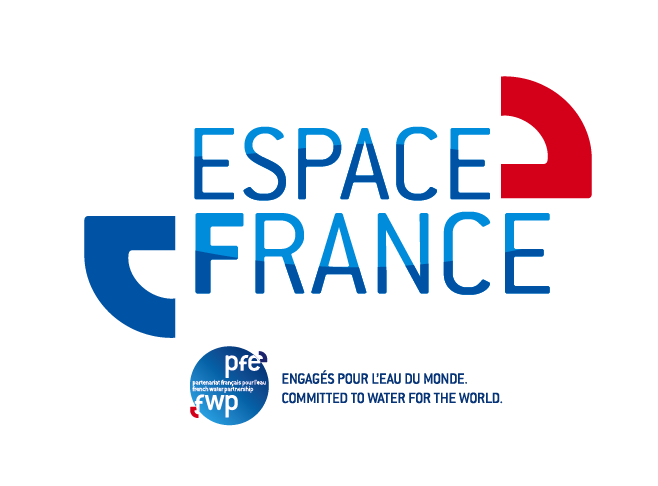 ESPACE
FRANCE
pfe
partenariat français pour l'eau
french water partnership
fwp
ENGAGÉS POUR L'EAU DU MONDE.
COMMITTED TO WATER FOR THE WORLD.